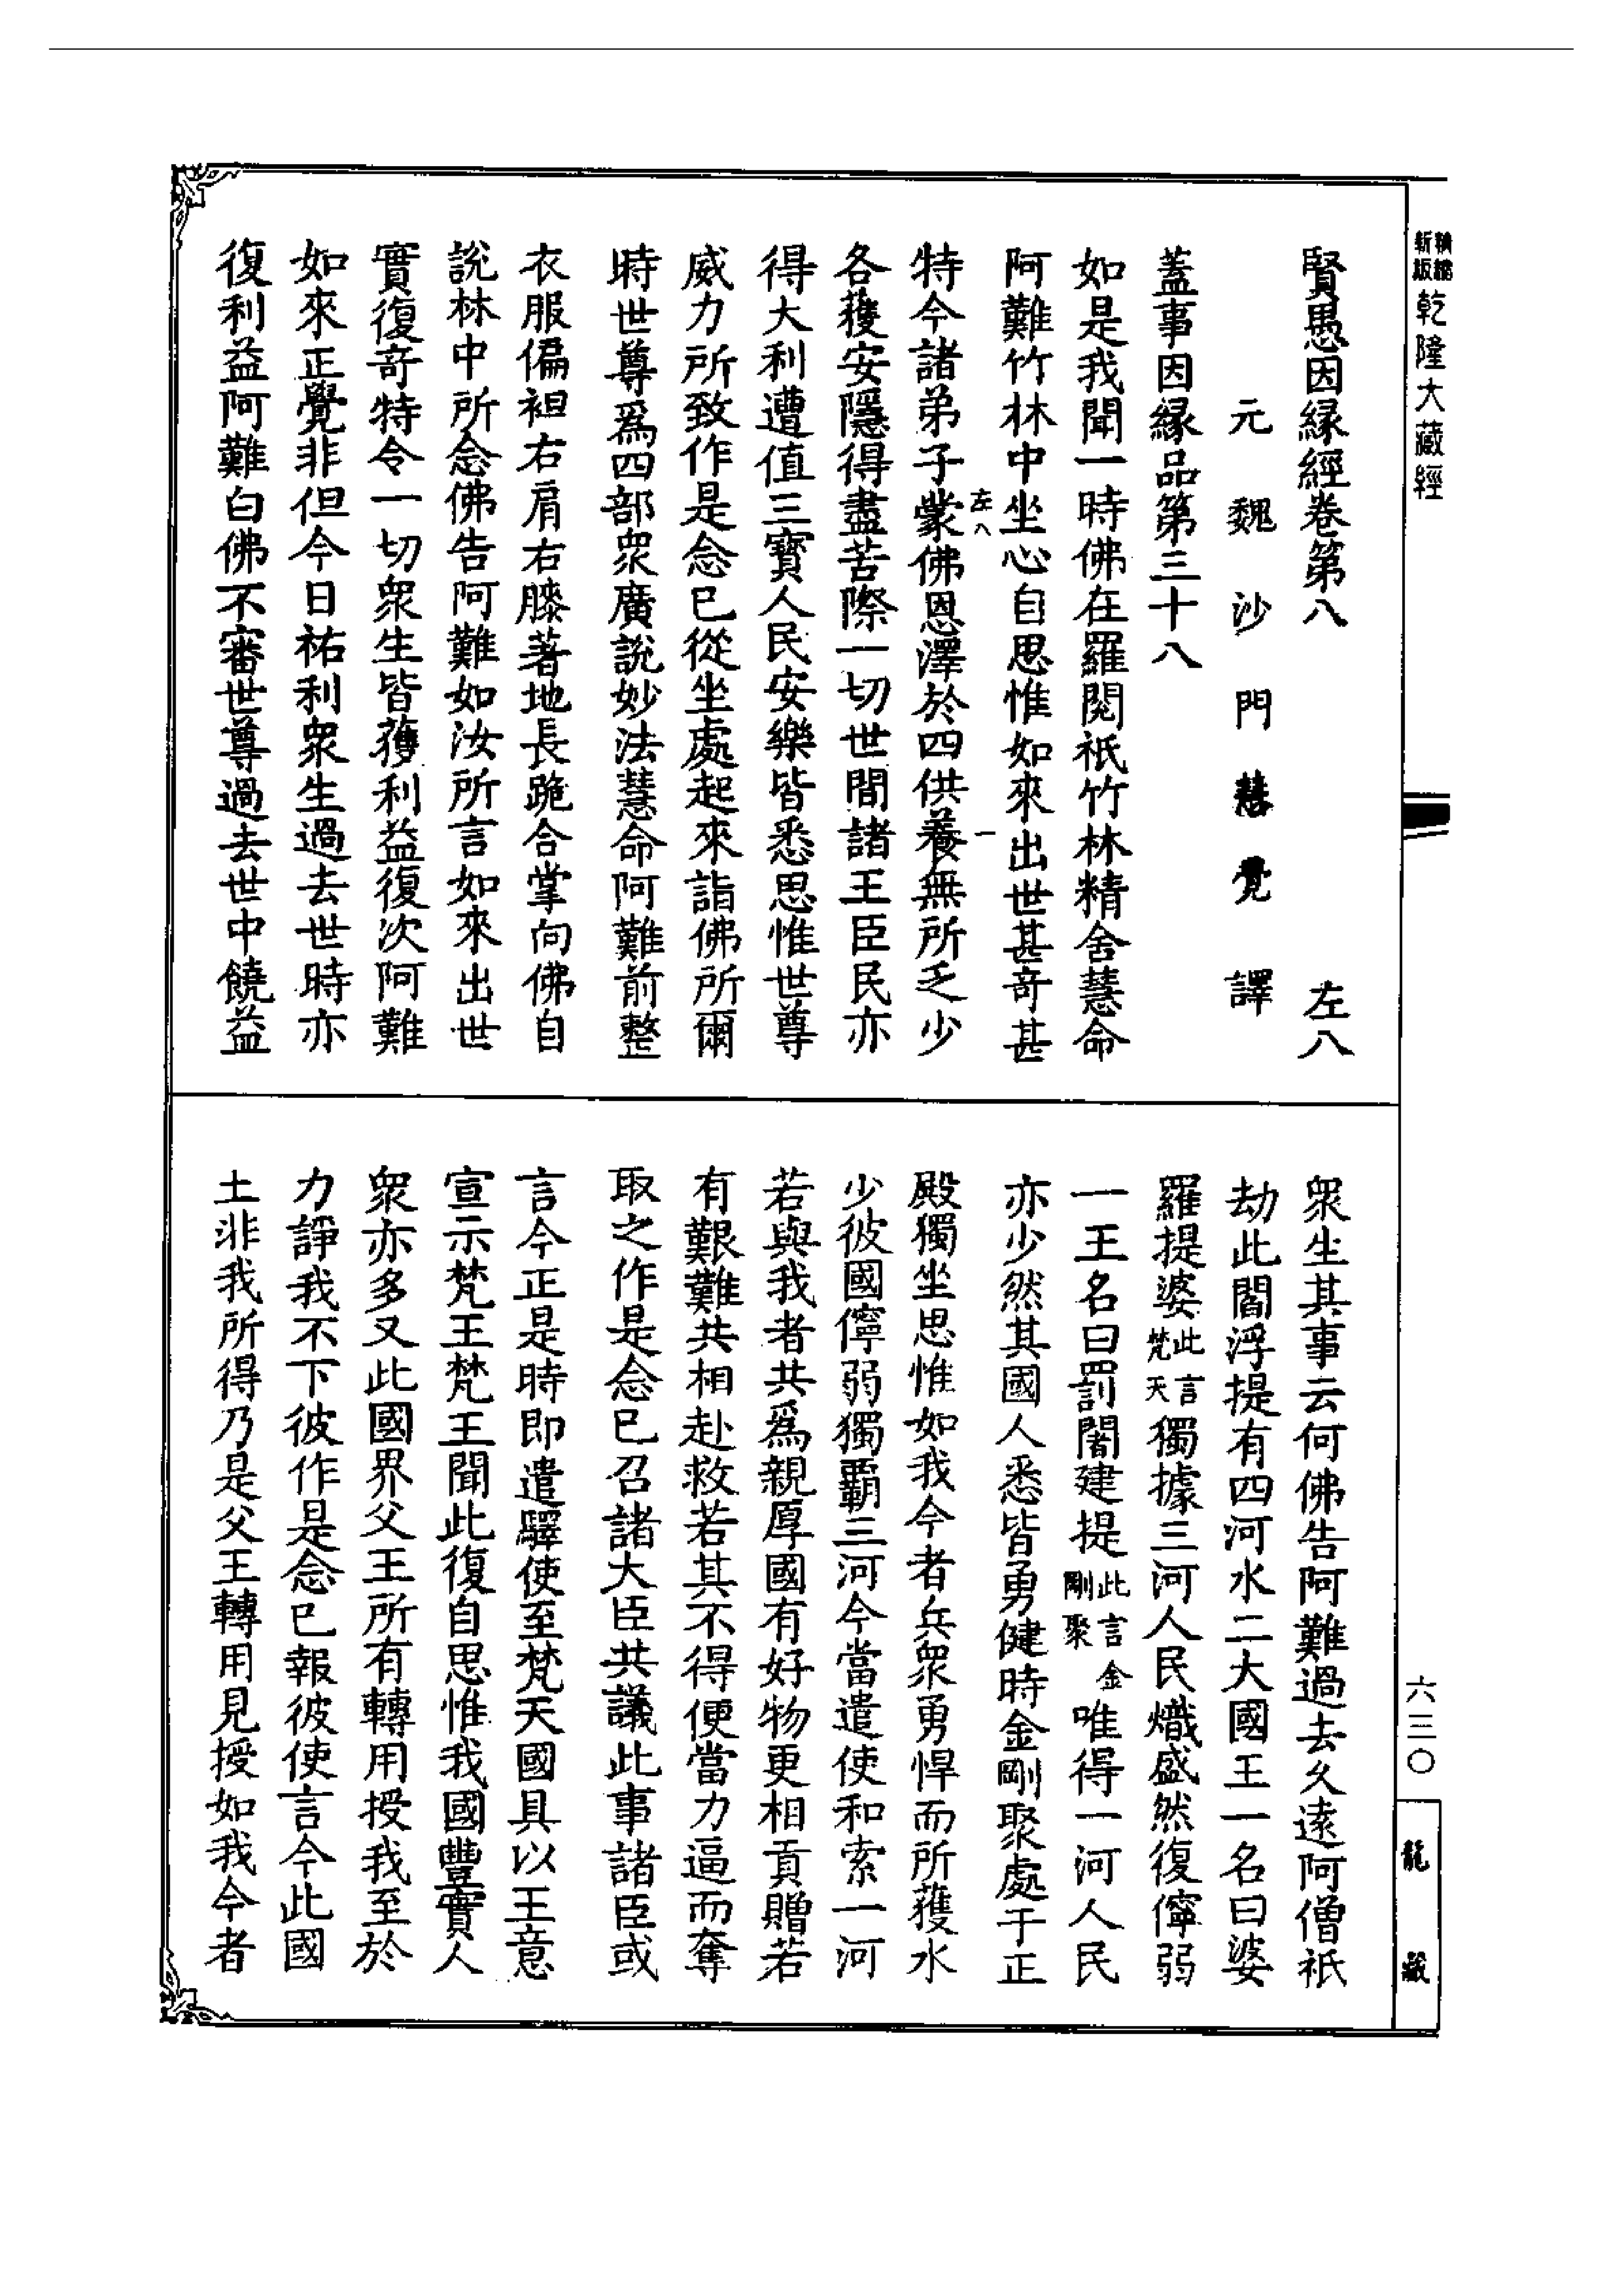 精縮新版乾隆大藏經
賢愚因緣經卷第八 左八
元魏沙門慧覺譯
蓋事因緣品第三十八
如是我聞一時佛在羅閱祇竹林精舍慧命
阿難竹林中坐心自思惟如來出世甚奇甚
左八 一
特令諸弟子蒙佛恩澤於四供養無所乏少
各獲安隱得盡苦際一切世間諸王臣民亦
得大利遭值三寶人民安樂皆悉思惟世尊
威力所致作是念已從坐處起來詣佛所爾
時世尊爲四部眾廣說妙法慧命阿難前整
衣服偏袒右肩右膝著地長跪合掌向佛自
說林中所念佛告阿難如汝所言如來出世
實復奇特令一切眾生皆獲利益復次阿難
如來正覺非但今日祐利眾生過去世時亦
復利益阿難白佛不審世尊過去世中饒益
眾生其事云何佛告阿難過去久遠阿僧祇
劫此閻浮提有四河水二大國王一名曰婆
羅提婆此言梵天獨據三河人民熾盛然復儜弱
一王名曰罰闍建提此言金剛聚唯得一河人民
亦少然其國人悉皆勇健時金剛聚處于正
殿獨坐思惟如我今者兵眾勇悍而所獲水
少彼國儜弱獨覇三河今當遣使和索一河
若與我者共爲親厚國有好物更相貢贈若
有艱難共相赴救若其不得便當力逼而奪
取之作是念已召諸大臣共議此事諸臣或
言今正是時即遣驛使至梵天國具以王意
宣示梵王梵王聞此復自思惟我國豐實人
眾亦多又此國界父王所有轉用授我至於
力諍我不下彼作是念已報彼使言今此國
土非我所得乃是父王轉用見授如我今者
六三〇
龍藏